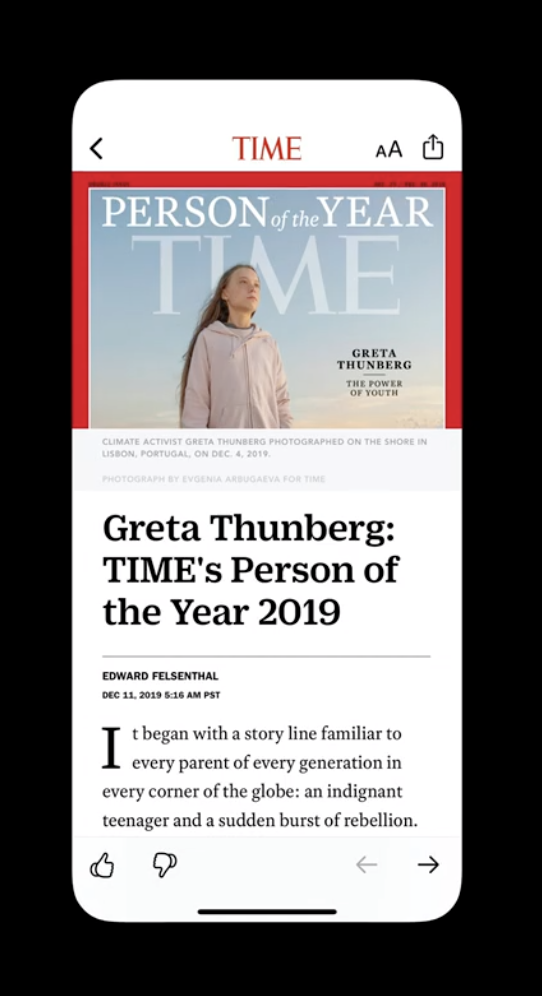 TIME
AA
PERSON of the YEAR
TIME
GRETA
THUNBERG
THE POWER
OF YOUTH
CLIMATE ACTIVIST GRETA THUNBERG PHOTOGRAPHED ON THE SHORE IN
LISBON, PORTUGAL, ON DEC. 4, 2019.
PHOTOGRAPH BY EVGENIA ARBUGAEVA FOR TIME
Greta Thunberg:
TIME's Person of
the Year 2019
EDWARD FELSENTHAL
DEC 11, 2019 5:16 AM PST
It began with a story line familiar to
every parent of every generation in
every corner of the globe: an indignant
teenager and a sudden burst of rebellion.